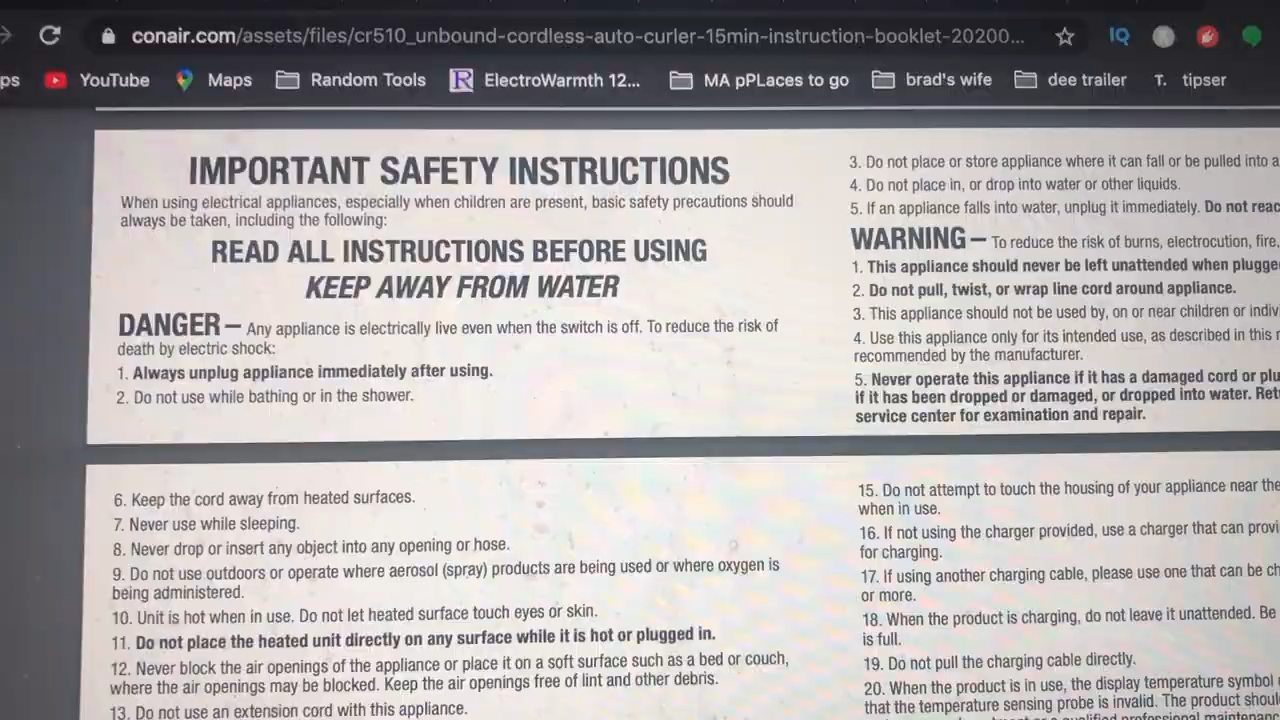 conair.com/assets/files/cr510_unbound-cordless-auto-curler-15min-instruction-booklet-20200...
IQ
ps
YouTube
Maps
Random Tools
R
ElectroWarmth 12...
MA pPLaces to go
brad's wife
dee trailer
T.
tipser
IMPORTANT SAFETY INSTRUCTIONS
When using electrical appliances, especially when children are present, basic safety precautions should
always be taken, including the following:
READ ALL INSTRUCTIONS BEFORE USING
KEEP AWAY FROM WATER
DANGER – Any appliance is electrically live even when the switch is off. To reduce the risk of
death by electric shock:
1. Always unplug appliance immediately after using.
2. Do not use while bathing or in the shower.
3. Do not place or store appliance where it can fall or be pulled into a
4. Do not place in, or drop into water or other liquids.
5. If an appliance falls into water, unplug it immediately. Do not reac
WARNING – To reduce the risk of burns, electrocution, fire,
1. This appliance should never be left unattended when plugge
2. Do not pull, twist, or wrap line cord around appliance.
3. This appliance should not be used by, on or near children or indiv
4. Use this appliance only for its intended use, as described in this
recommended by the manufacturer.
5. Never operate this appliance if it has a damaged cord or plu
if it has been dropped or damaged, or dropped into water. Ret
service center for examination and repair.
6. Keep the cord away from heated surfaces.
7. Never use while sleeping.
8. Never drop or insert any object into any opening or hose.
9. Do not use outdoors or operate where aerosol (spray) products are being used or where oxygen is
being administered.
10. Unit is hot when in use. Do not let heated surface touch eyes or skin.
11. Do not place the heated unit directly on any surface while it is hot or plugged in.
12. Never block the air openings of the appliance or place it on a soft surface such as a bed or couch,
where the air openings may be blocked. Keep the air openings free of lint and other debris.
13. Do not use an extension cord with this appliance.
15. Do not attempt to touch the housing of your appliance near the
when in use.
16. If not using the charger provided, use a charger that can provi
for charging.
17. If using another charging cable, please use one that can be ch
or more.
18. When the product is charging, do not leave it unattended. Be
is full.
19. Do not pull the charging cable directly.
20. When the product is in use, the display temperature symbol
that the temperature sensing probe is invalid. The product shoul